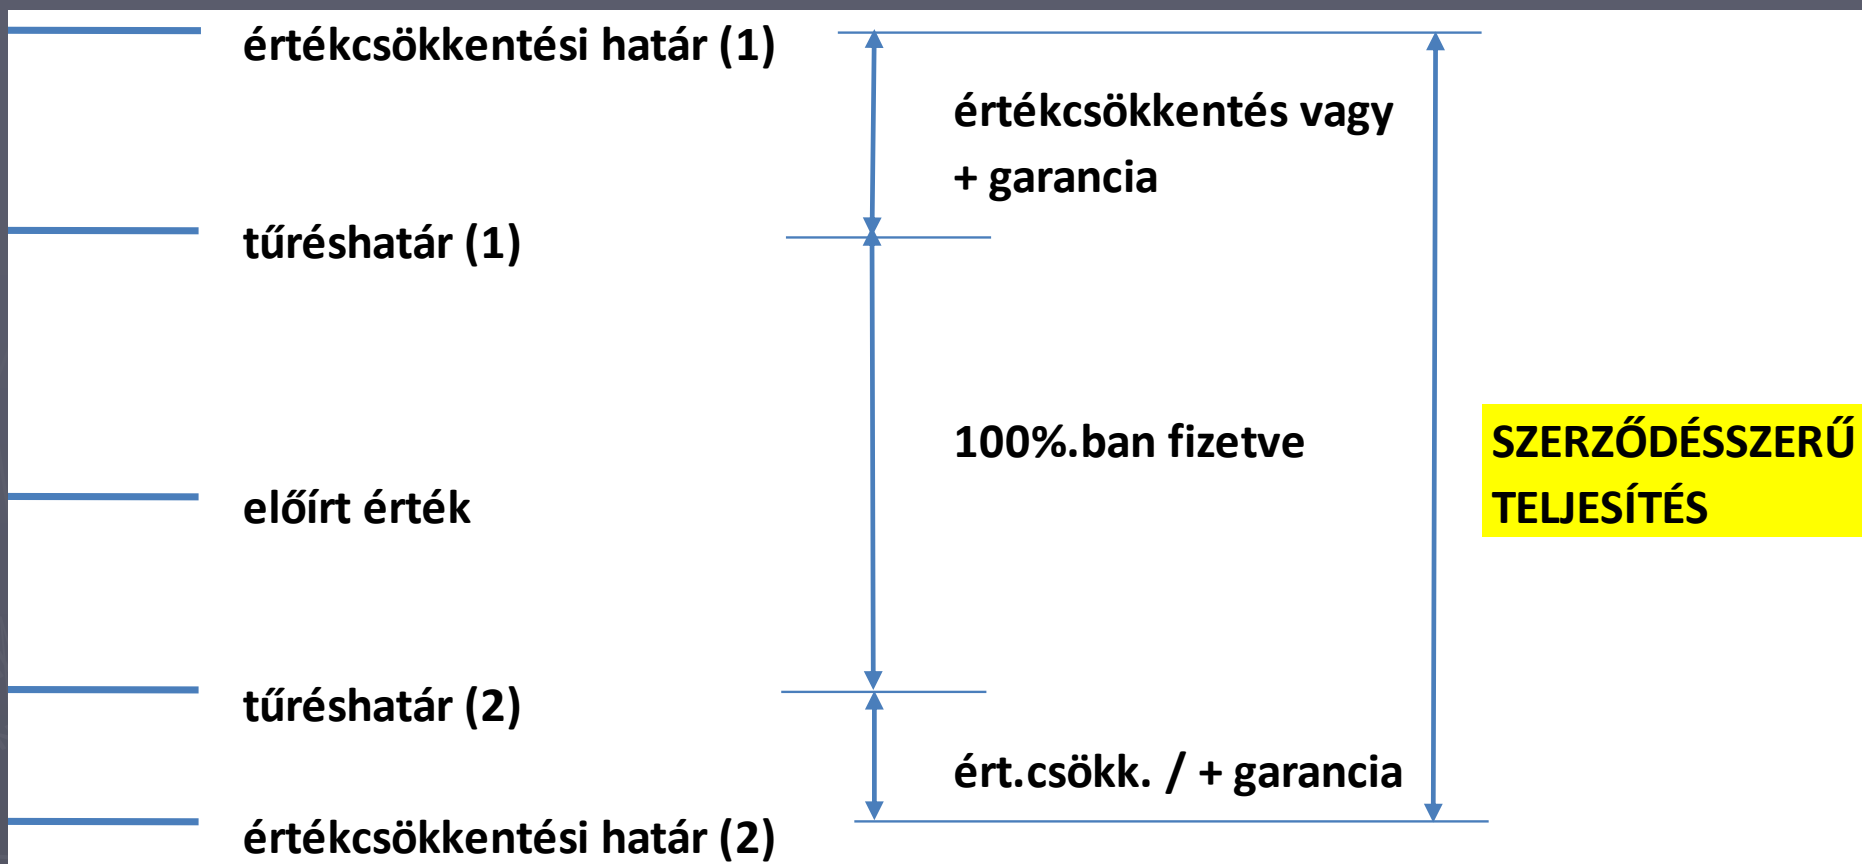 értékcsökkentési határ (1)
értékcsökkentés vagy
+ garancia
tűréshatár (1)
100%.ban fizetve
SZERZŐDÉSSZERŰ
TELJESÍTÉS
előírt érték
tűréshatár (2)
ért.csökk. / + garancia
értékcsökkentési határ (2)